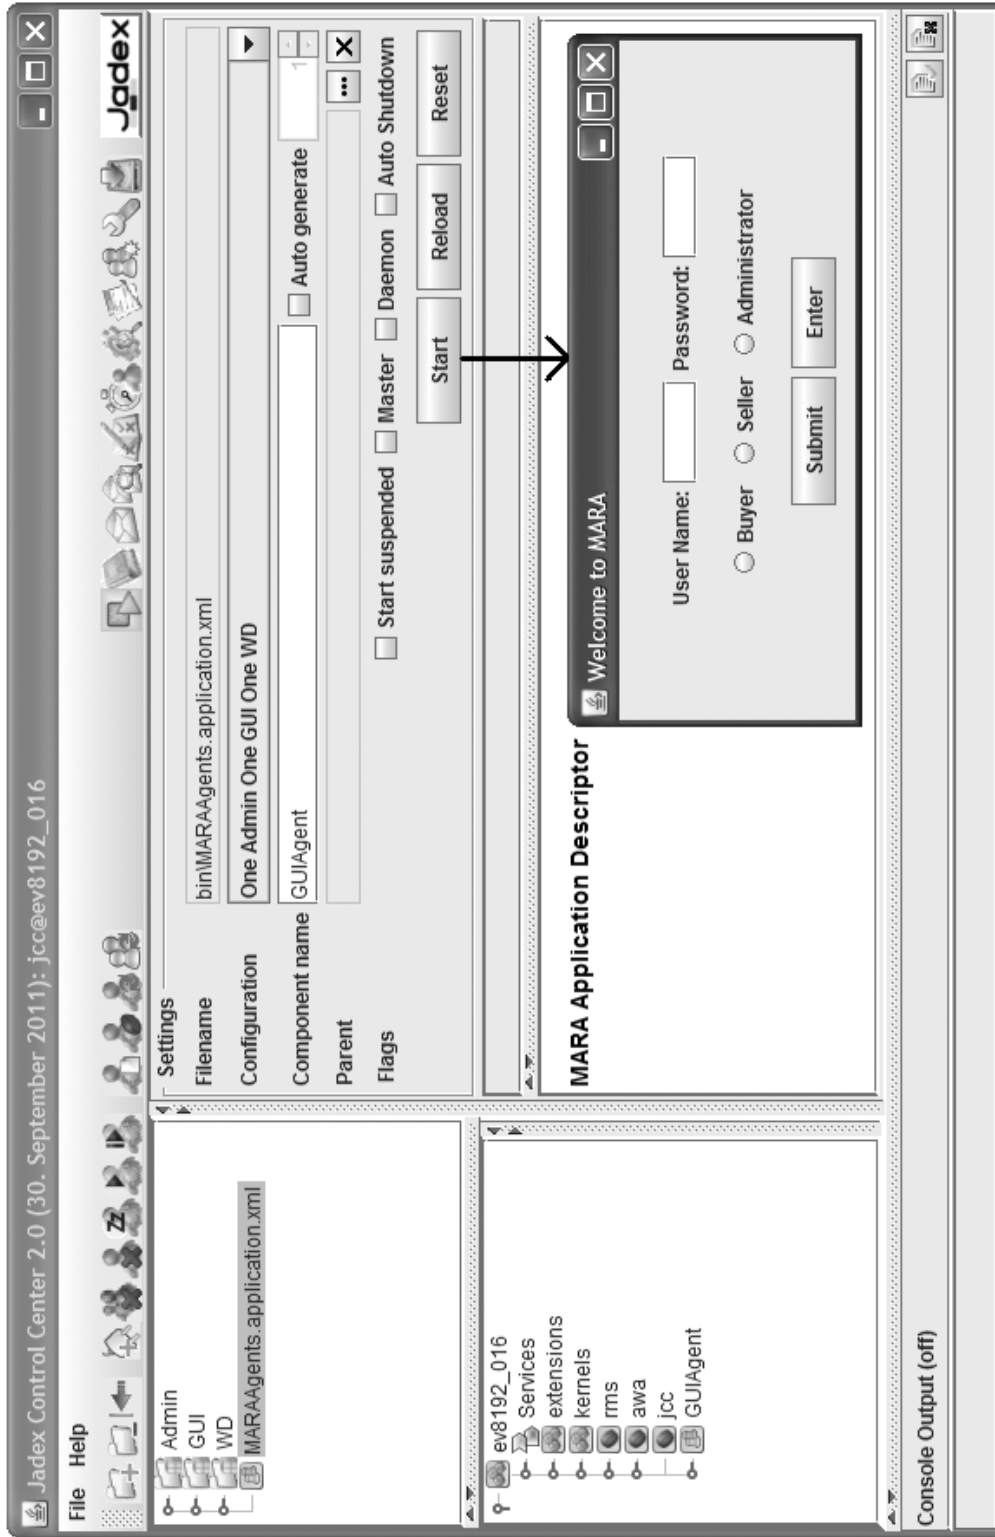 Jadex Control Center 2.0 (30. September 2011): jcc@ev8192_016
File Help
Jadex
Admin
GUI
WD
MARAAgents.application.xml
Settings
Filename bin\MARAAgents.application.xml
Configuration One Admin One GUI One WD
Component name GUIAgent Auto generate 1
Parent ...
Flags Start suspended Master Daemon Auto Shutdown
Start Reload Reset
ev8192_016
Services
extensions
kernels
rms
awa
jcc
GUIAgent
MARA Application Descriptor
Welcome to MARA
User Name: Password:
Buyer Seller Administrator
Submit Enter
Console Output (off)